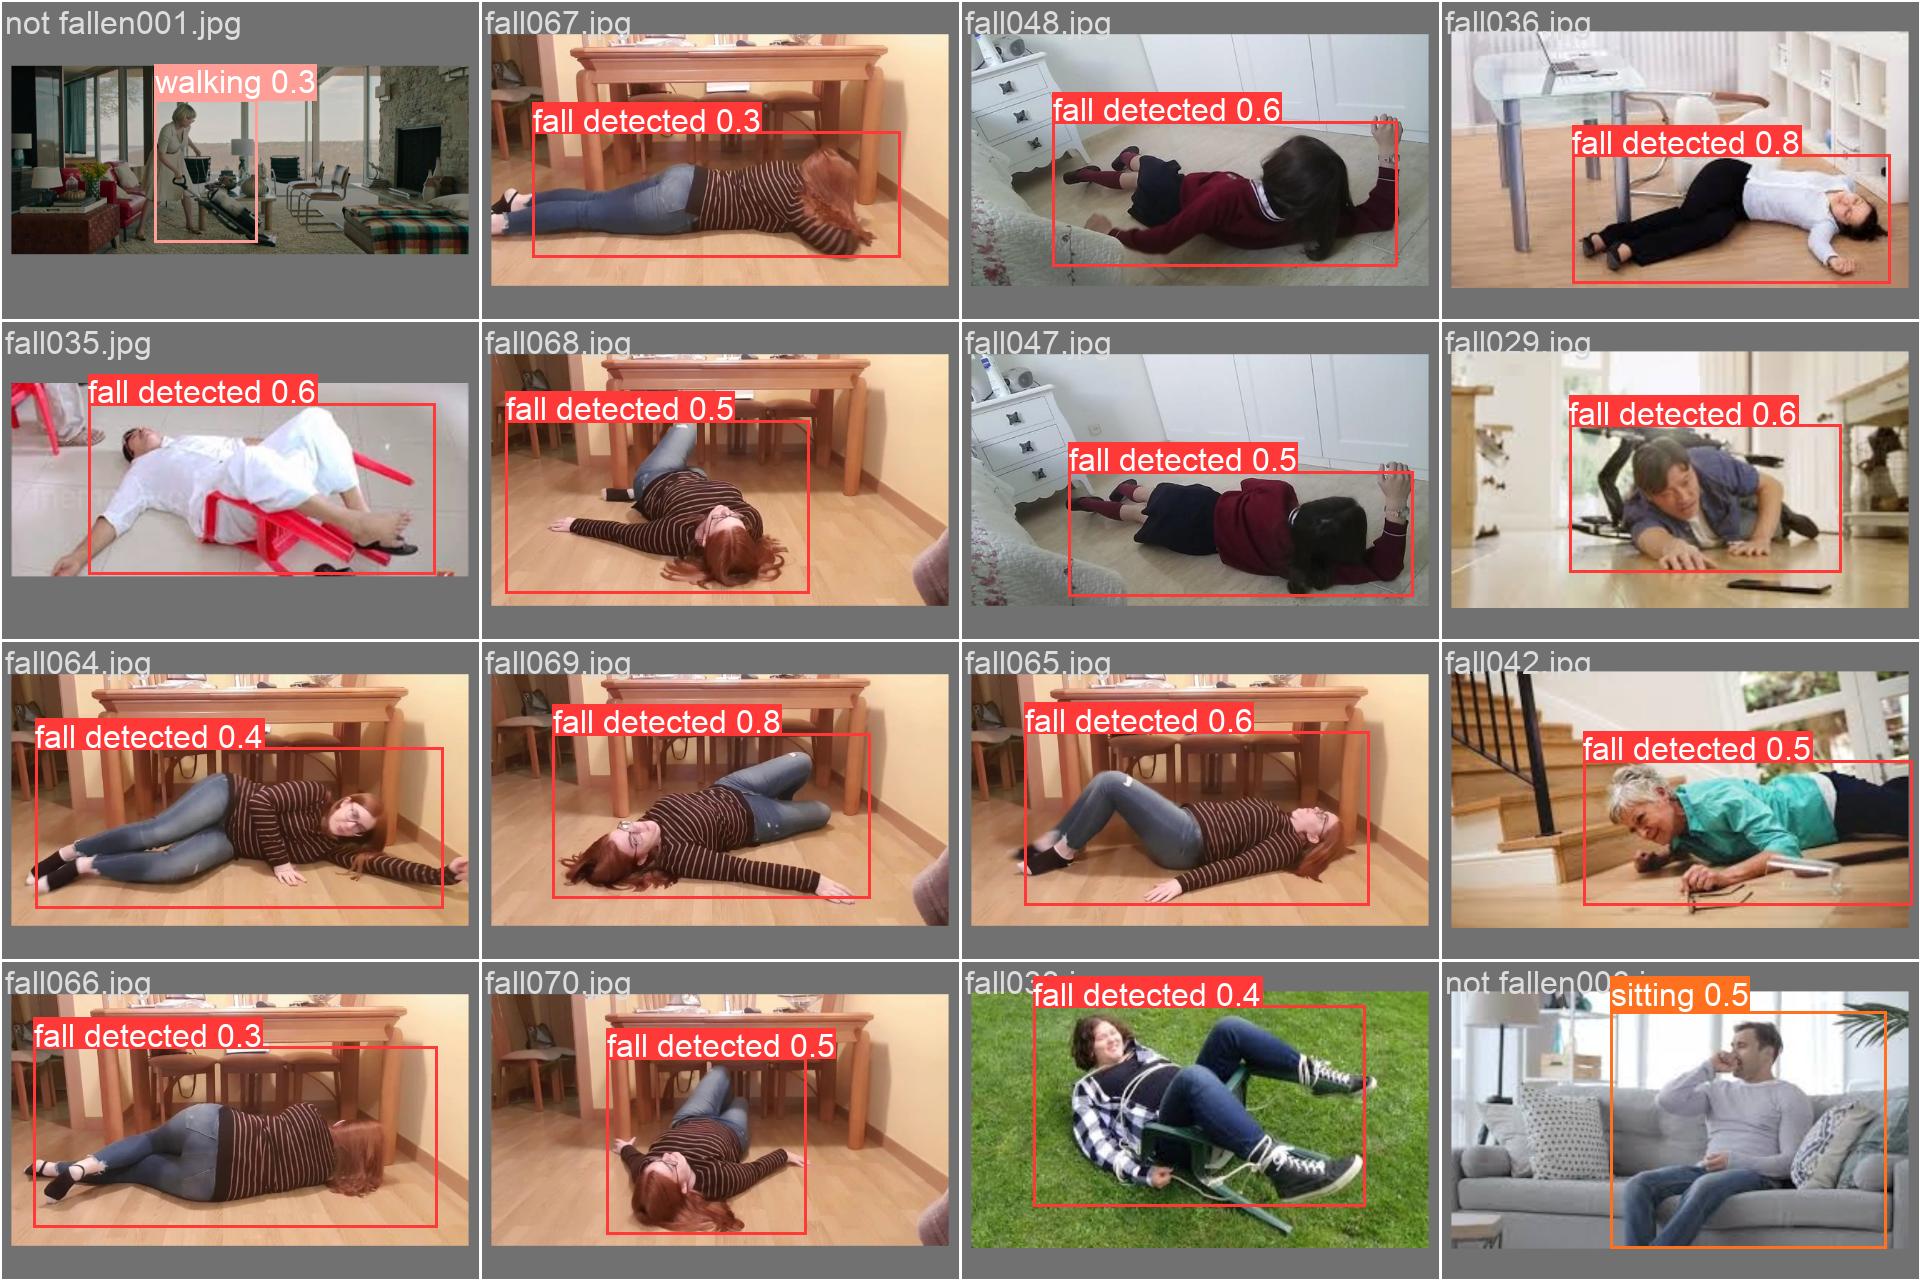 not fallen001.jpg
walking 0.3
fall067.jpg
fall detected 0.3
fall048.jpg
fall detected 0.6
fall036.jpg
fall detected 0.8
fall035.jpg
fall detected 0.6
fall068.jpg
fall detected 0.5
fall047.jpg
fall detected 0.5
fall029.jpg
fall detected 0.6
fall064.jpg
fall detected 0.4
fall069.jpg
fall detected 0.8
fall065.jpg
fall detected 0.6
fall042.jpg
fall detected 0.5
fall066.jpg
fall detected 0.3
fall070.jpg
fall detected 0.5
fall detected 0.4
not
sitting 0.5